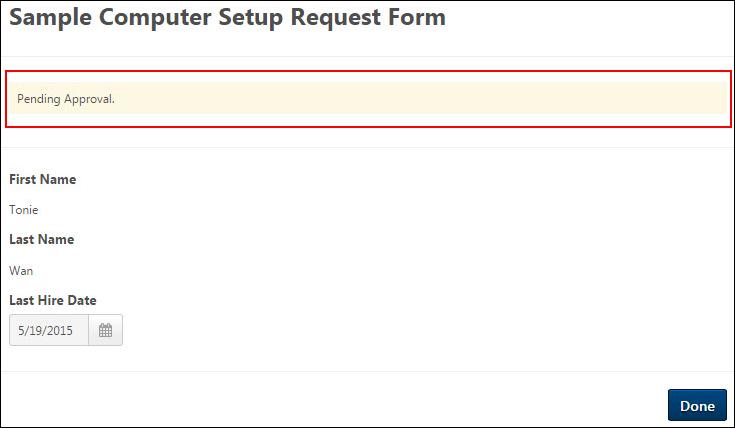 Sample Computer Setup Request Form
Pending Approval.
First Name
Tonie
Last Name
Wan
Last Hire Date
5/19/2015
Done